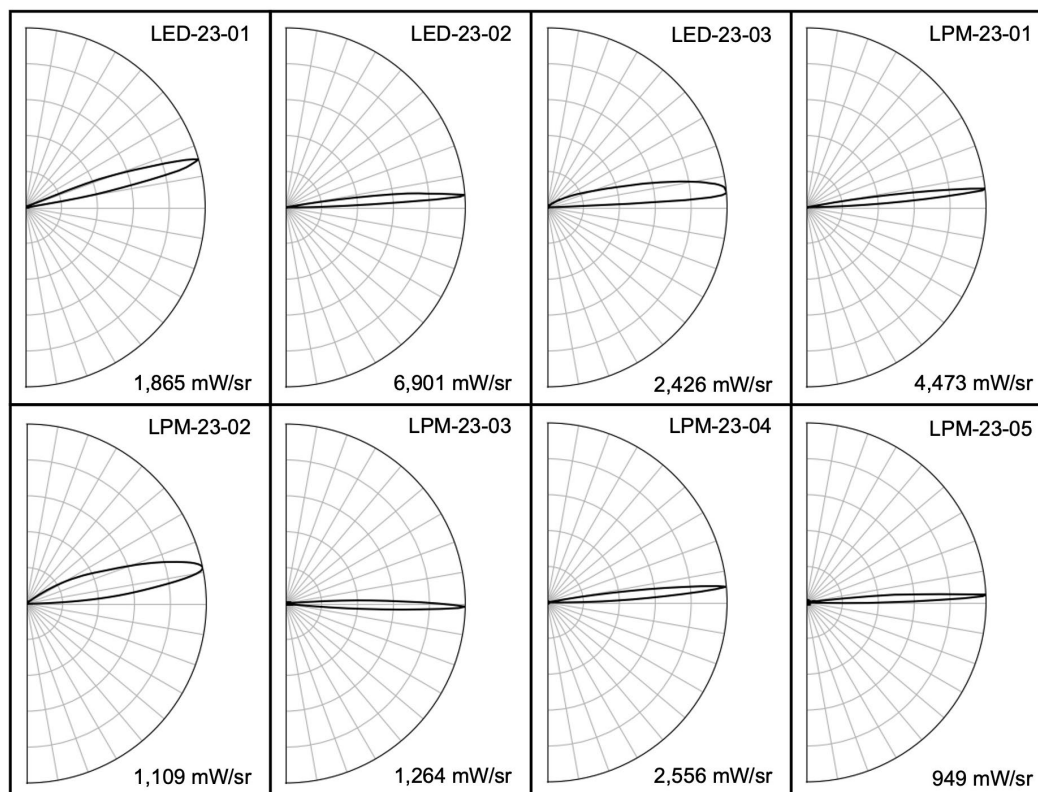 LED-23-01
LED-23-02
LED-23-03
LPM-23-01
1,865 mW/sr
6,901 mW/sr
2,426 mW/sr
4,473 mW/sr
LPM-23-02
LPM-23-03
LPM-23-04
LPM-23-05
1,109 mW/sr
1,264 mW/sr
2,556 mW/sr
949 mW/sr